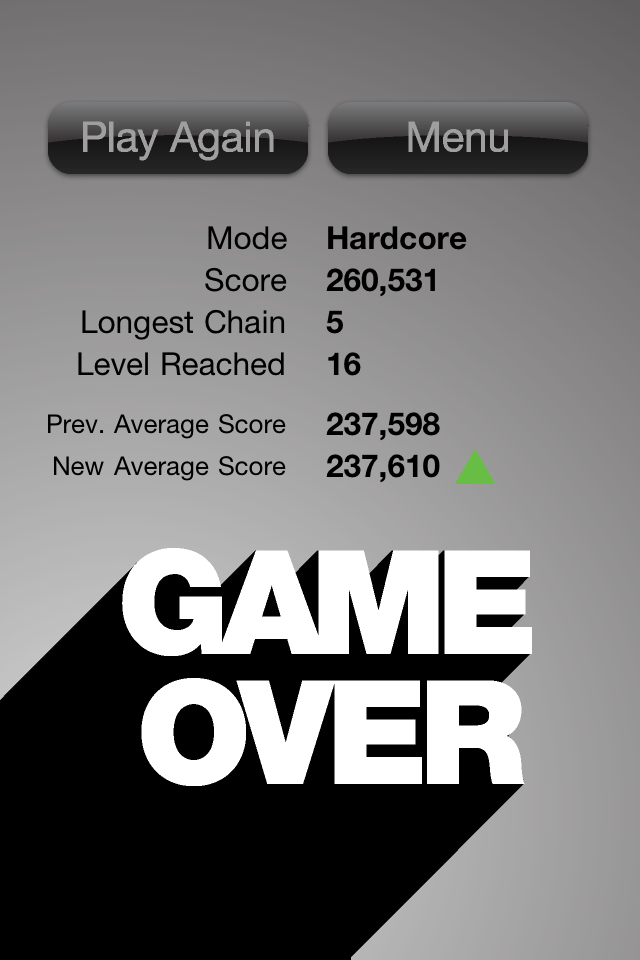 Play Again Menu
Mode Hardcore
Score 260,531
Longest Chain 5
Level Reached 16
Prev. Average Score 237,598
New Average Score 237,610
GAME
OVER